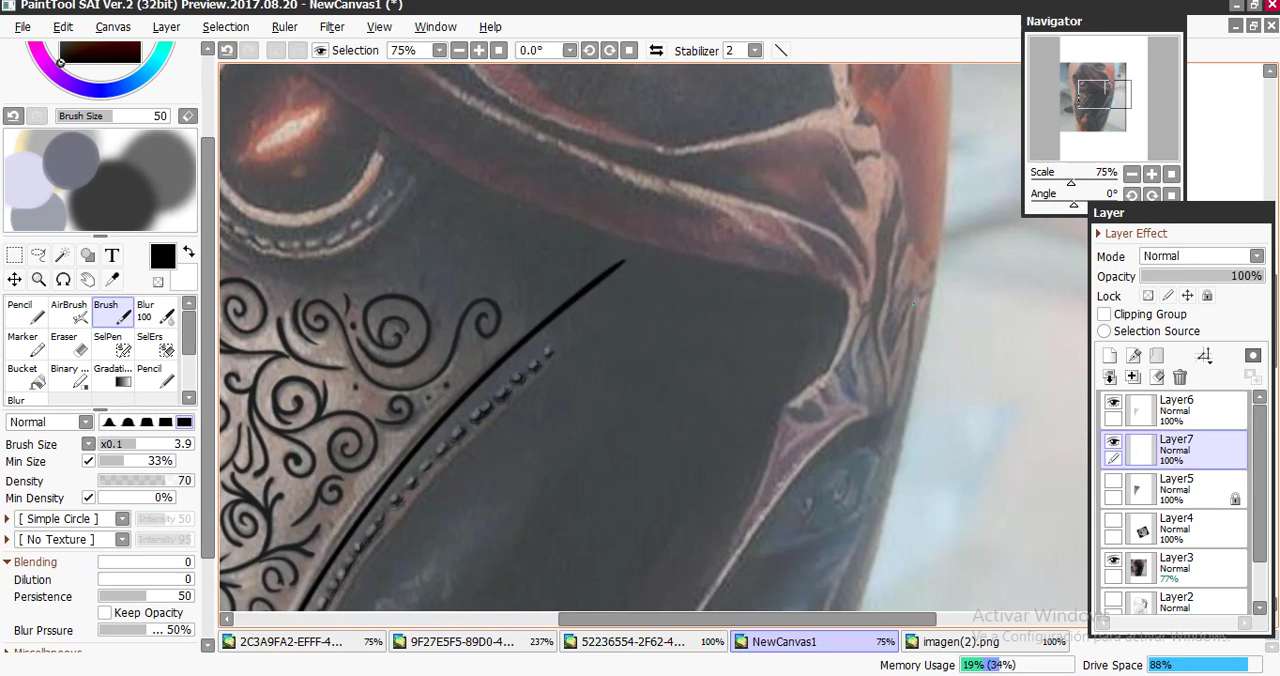 PaintTool SAI Ver.2 (32bit) Preview.2017.08.20 - NewCanvas1 (*)
File Edit Canvas Layer Selection Ruler Filter View Window Help
Selection 75% 0.0° Stabilizer 2
Brush Size 50
T
Pencil AirBrush Brush Blur 100
Marker Eraser SelPen SelErs
Bucket Binary ... Gradati... Pencil
Blur
Normal
Brush Size x0.1 3.9
Min Size 33%
Density 70
Min Density 0%
[ Simple Circle ] Intensity 50
[ No Texture ] Intensity 95
Blending 0
Dilution 0
Persistence 50
Keep Opacity
Blur Prssure ... 50%
Miscellaneous
Navigator
Scale 75%
Angle 0°
Layer
Layer Effect
Mode Normal
Opacity 100%
Lock
Clipping Group
Selection Source
Layer6
Normal
100%
Layer7
Normal
100%
Layer5
Normal
100%
Layer4
Normal
100%
Layer3
Normal
77%
Layer2
Normal
Activar Windows
Ve a Configuración para activar Windows.
2C3A9FA2-EFFF-4... 75% 9F27E5F5-89D0-4... 237% 52236554-2F62-4... 100% NewCanvas1 75% imagen(2).png 100%
Memory Usage 19% (34%) Drive Space 88%